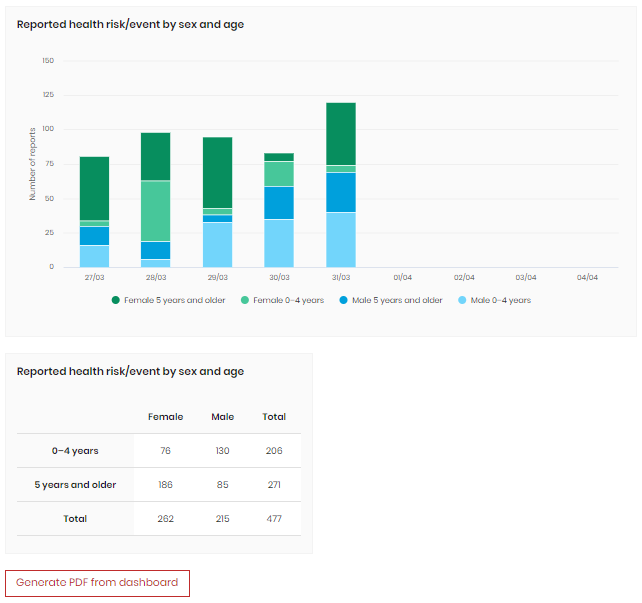 Reported health risk/event by sex and age
150
125
100
75
50
25
0
Number of reports
27/03 28/03 29/03 30/03 31/03 01/04 02/04 03/04 04/04
Female 5 years and older Female 0–4 years Male 5 years and older Male 0–4 years
Reported health risk/event by sex and age
Female Male Total
0–4 years 76 130 206
5 years and older 186 85 271
Total 262 215 477
Generate PDF from dashboard